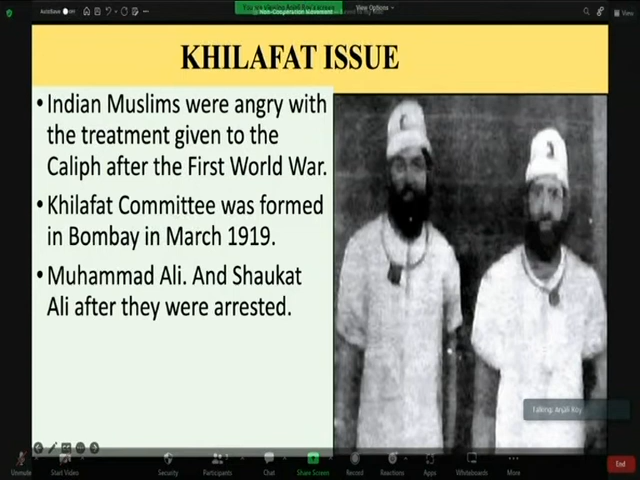 AutoSave
View Options
Non-Cooperation Movement
View
KHILAFAT ISSUE
• Indian Muslims were angry with
the treatment given to the
Caliph after the First World War.
• Khilafat Committee was formed
in Bombay in March 1919.
• Muhammad Ali. And Shaukat
Ali after they were arrested.
Talking: Anjali Roy
Unmute
Start Video
Security
Participants
Chat
Share Screen
Record
Reactions
Apps
Whiteboards
More
End